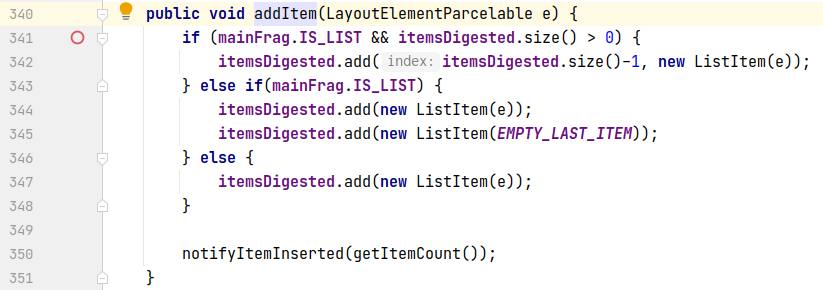 340 public void addItem(LayoutElementParcelable e) {
341 if (mainFrag.IS_LIST && itemsDigested.size() > 0) {
342 itemsDigested.add( index: itemsDigested.size()-1, new ListItem(e));
343 } else if(mainFrag.IS_LIST) {
344 itemsDigested.add(new ListItem(e));
345 itemsDigested.add(new ListItem(EMPTY_LAST_ITEM));
346 } else {
347 itemsDigested.add(new ListItem(e));
348 }
349
350 notifyItemInserted(getItemCount());
351 }